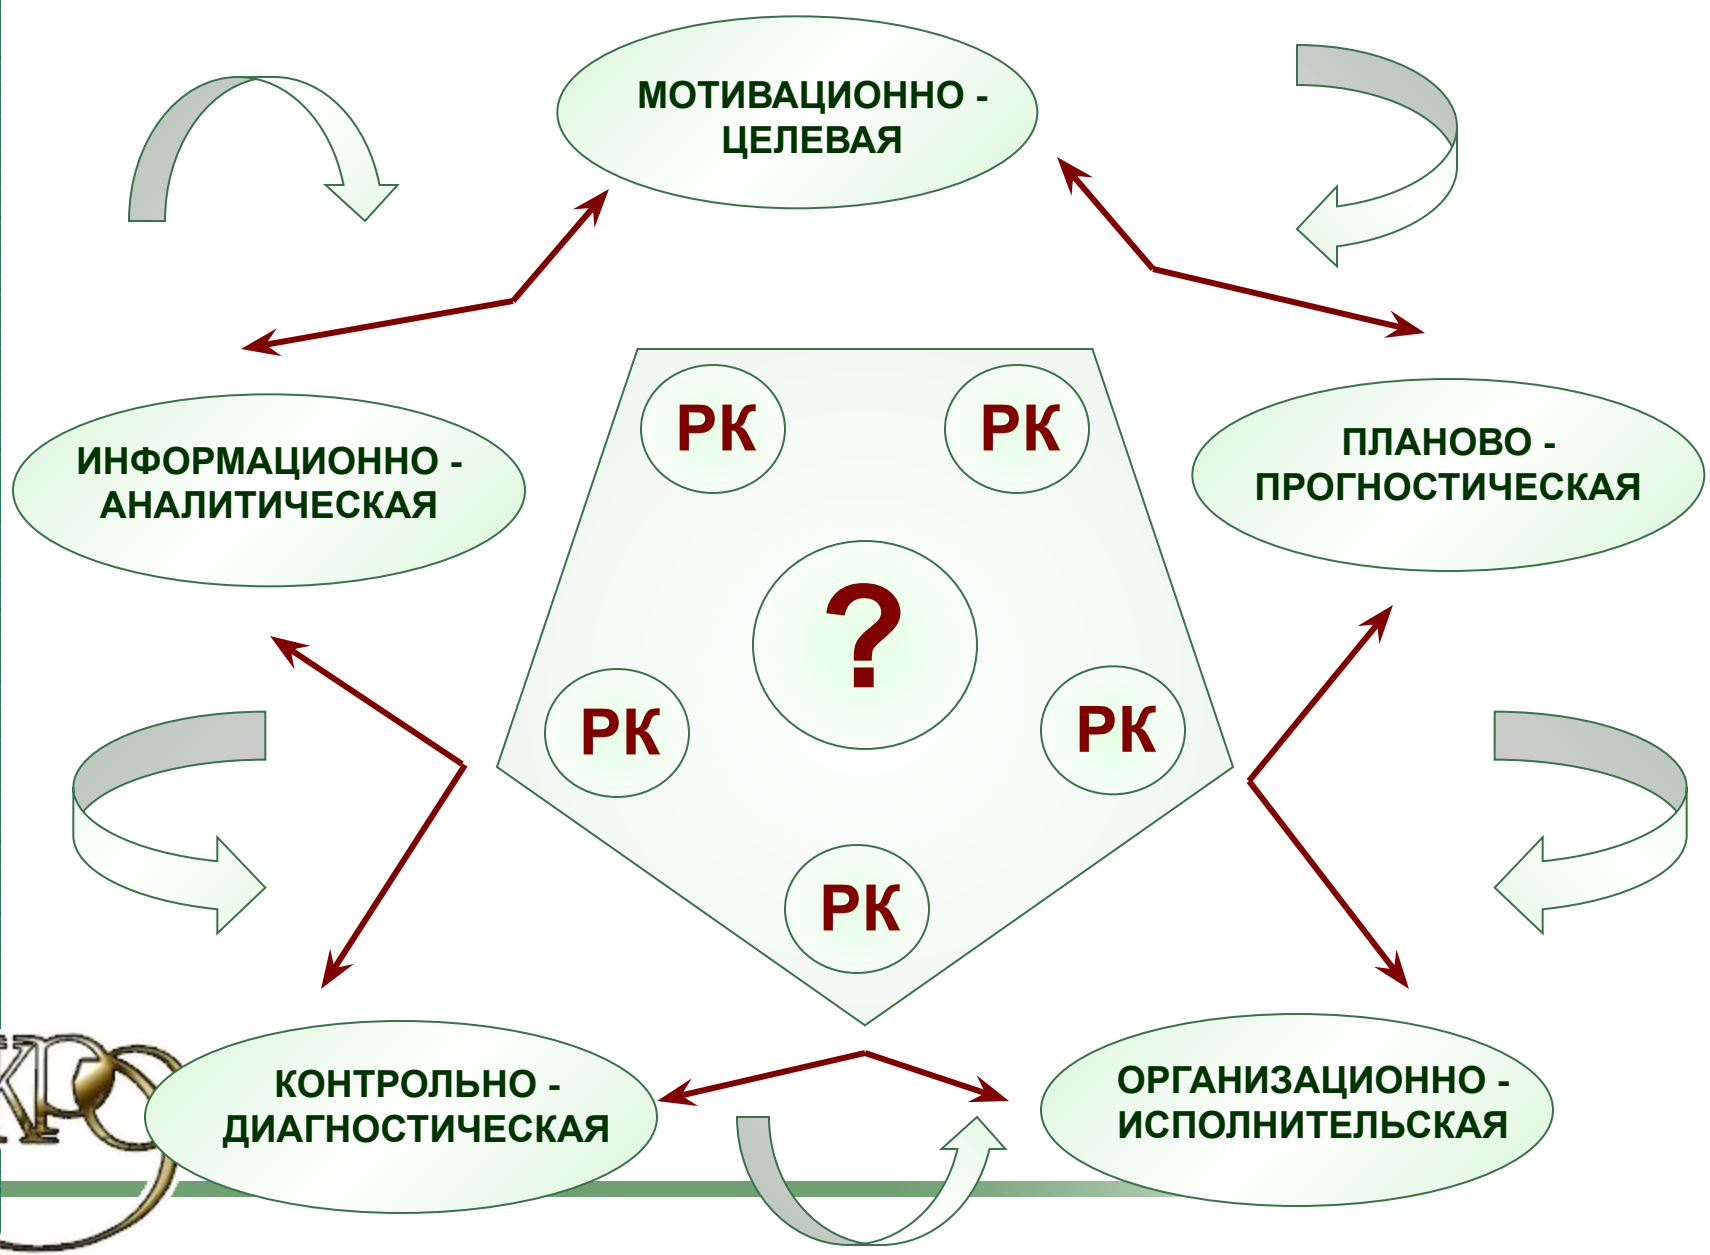 МОТИВАЦИОННО -
ЦЕЛЕВАЯ
ИНФОРМАЦИОННО -
АНАЛИТИЧЕСКАЯ
ПЛАНОВО -
ПРОГНОСТИЧЕСКАЯ
РК
РК
?
РК
РК
РК
КОНТРОЛЬНО -
ДИАГНОСТИЧЕСКАЯ
ОРГАНИЗАЦИОННО -
ИСПОЛНИТЕЛЬСКАЯ